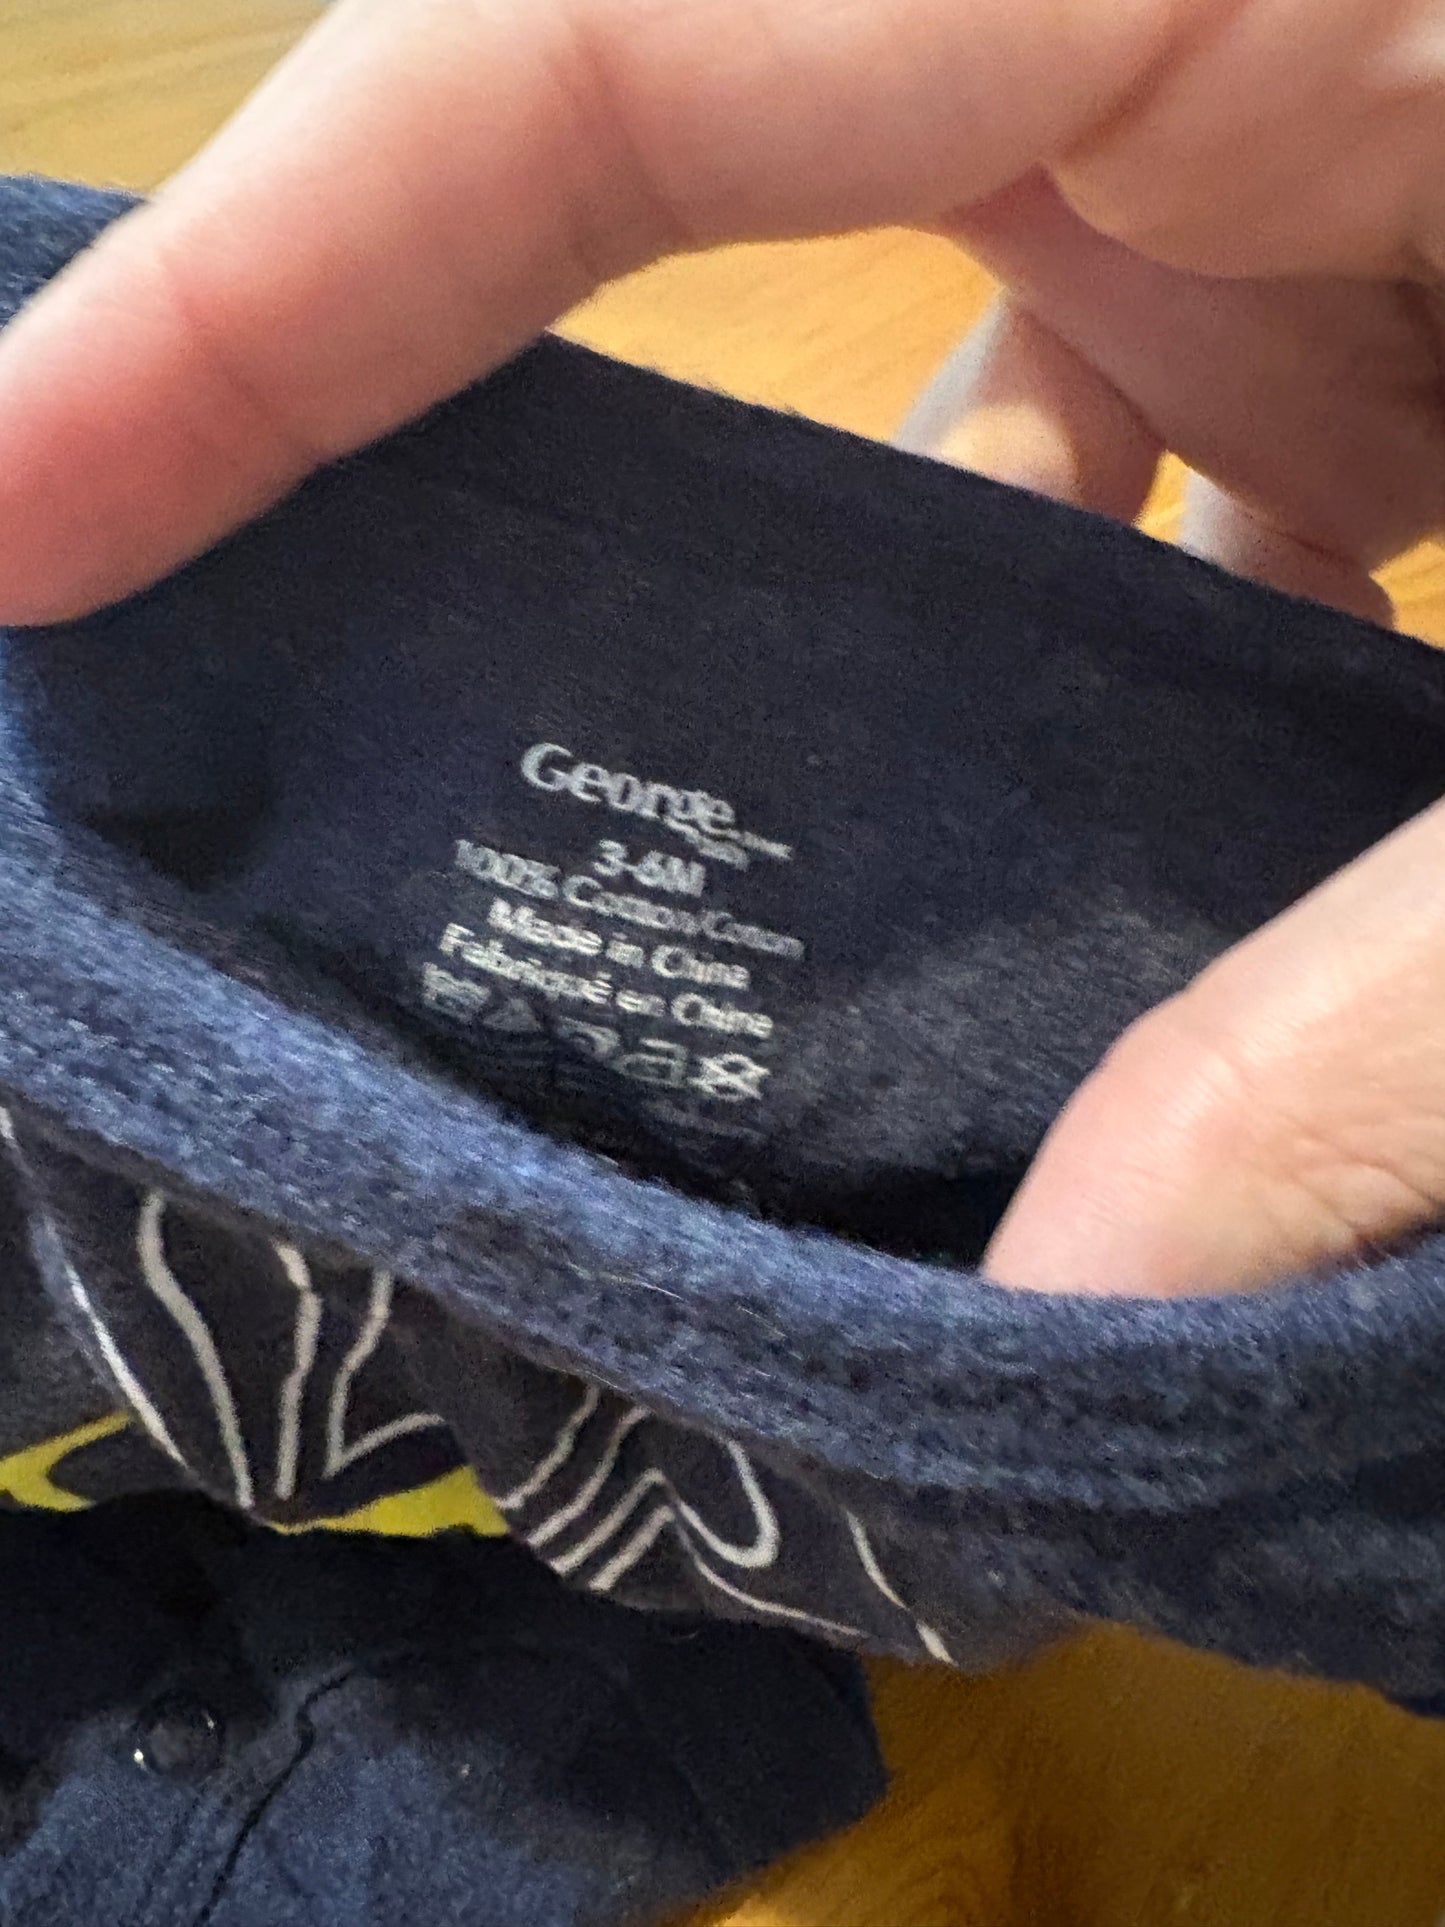 George
3-6M
100% Cotton/Coton
Made in China
Fabriqué en Chine